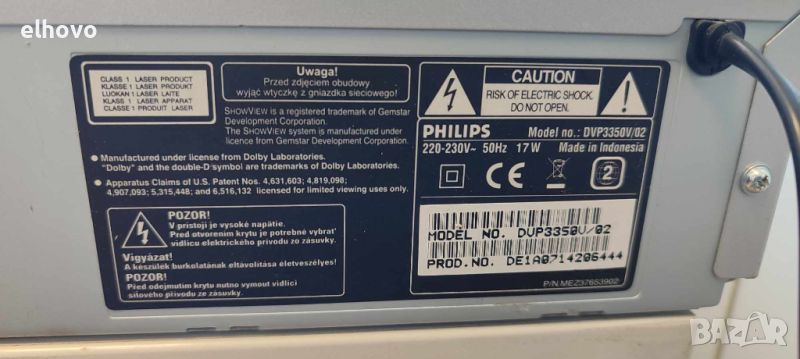 elhovo
CLASS 1 LASER PRODUCT
KLASSE 1 PRODUKT LASER
LUOKAN 1 LASER LAITE
KLASS 1 LASER APPARAT
CLASSE 1 PRODUIT LASER
Uwaga!
Przed zdjęciem obudowy
wyjąć wtyczkę z gniazdka sieciowego!
SHOWVIEW is a registered trademark of Gemstar
Development Corporation.
The SHOWVIEW system is manufactured
under license from Gemstar
Development Corporation.
• Manufactured under license from Dolby Laboratories.
"Dolby" and the double-D symbol are trademarks of Dolby Laboratories.
• Apparatus Claims of U.S. Patent Nos. 4,631,603; 4,819,098;
4,907,093; 5,315,448; and 6,516,132 licensed for limited viewing uses only.
POZOR!
V prístroji je vysoké napätie.
Pred otvorením krytu je potrebné vybrať
vidlicu elektrického prívodu zo zásuvky.
Vigyázat!
A készülek burkolatának eltávolítása életveszélyes!
POZOR!
Před odejmutím krytu nutno vymout vidlici
síťového přívodu ze zásuvky.
CAUTION
RISK OF ELECTRIC SHOCK.
DO NOT OPEN.
PHILIPS Model no.: DVP3350V/02
220-230V~ 50Hz 17W Made in Indonesia
CE 2
MODEL NO. DVP3350V/02
PROD.NO. DE1A0714206444
P/N.MEZ37653902
BAZAR